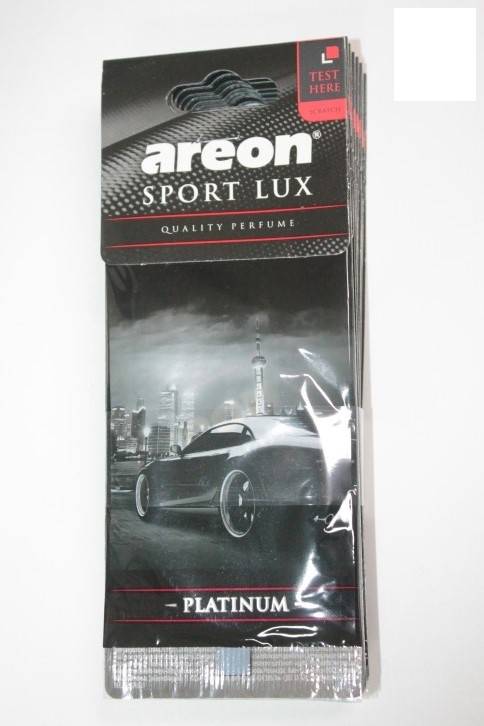 TEST
HERE
SCRATCH
areon®
SPORT LUX
QUALITY PERFUME
– PLATINUM –